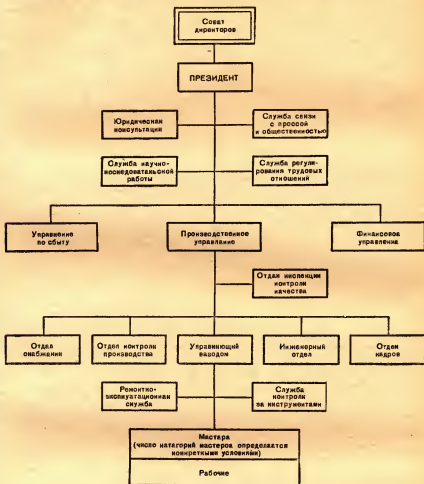 Совет
директоров
ПРЕЗИДЕНТ
Юридическая
консультация
Служба связи
с прессой
и общественностью
Служба научно-
исследовательской
работы
Служба регули-
рования трудовых
отношений
Управление
по сбыту
Производственное
управление
Финансовое
управление
Отдел инспекции
контроля
качества
Отдел
снабжения
Отдел контроля
производства
Управляющий
заводом
Инженерный
отдел
Отдел
кадров
Ремонтно-
эксплуатационная
служба
Служба
контроля
за инструментами
Мастера
(число категорий мастеров определяется
конкретными условиями)
Рабочие